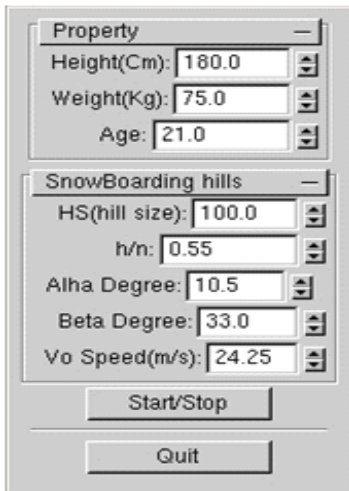 Property
Height(Cm): 180.0
Weight(Kg): 75.0
Age: 21.0
SnowBoarding hills
HS(hill size): 100.0
h/n: 0.55
Alha Degree: 10.5
Beta Degree: 33.0
Vo Speed(m/s): 24.25
Start/Stop
Quit